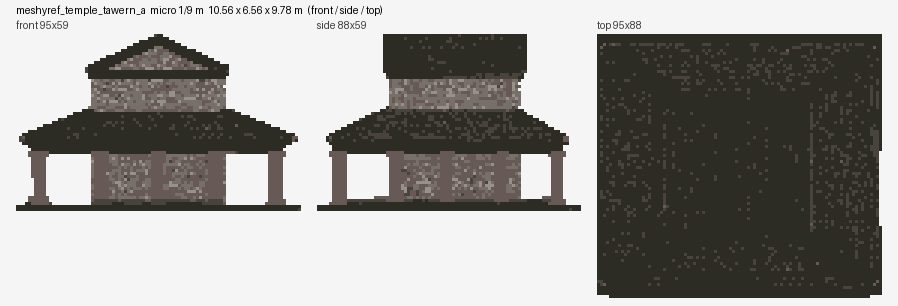 meshyref_temple_tawern_a micro 1/9 m 10.56 x 6.56 x 9.78 m (front / side / top)
front 95x59
side 88x59
top 95x88